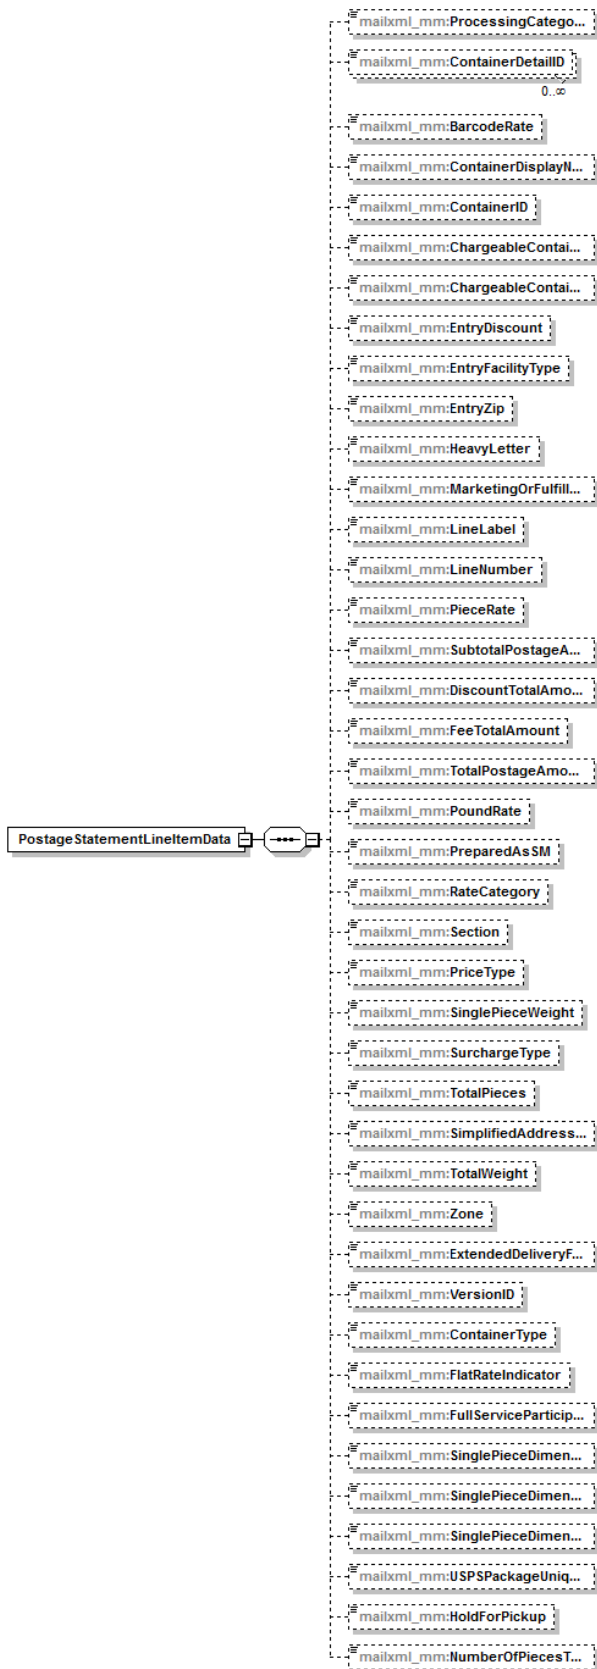 mailxml_mm:ProcessingCatego...
mailxml_mm:ContainerDetailID
0..∞
mailxml_mm:BarcodeRate
mailxml_mm:ContainerDisplayN...
mailxml_mm:ContainerID
mailxml_mm:ChargeableContai...
mailxml_mm:ChargeableContai...
mailxml_mm:EntryDiscount
mailxml_mm:EntryFacilityType
mailxml_mm:EntryZip
mailxml_mm:HeavyLetter
mailxml_mm:MarketingOrFulfill...
mailxml_mm:LineLabel
mailxml_mm:LineNumber
mailxml_mm:PieceRate
mailxml_mm:SubtotalPostageA...
mailxml_mm:DiscountTotalAmo...
mailxml_mm:FeeTotalAmount
mailxml_mm:TotalPostageAmo...
mailxml_mm:PoundRate
PostageStatementLineItemData
mailxml_mm:PreparedAsSM
mailxml_mm:RateCategory
mailxml_mm:Section
mailxml_mm:PriceType
mailxml_mm:SinglePieceWeight
mailxml_mm:SurchargeType
mailxml_mm:TotalPieces
mailxml_mm:SimplifiedAddress...
mailxml_mm:TotalWeight
mailxml_mm:Zone
mailxml_mm:ExtendedDeliveryF...
mailxml_mm:VersionID
mailxml_mm:ContainerType
mailxml_mm:FlatRateIndicator
mailxml_mm:FullServiceParticip...
mailxml_mm:SinglePieceDimen...
mailxml_mm:SinglePieceDimen...
mailxml_mm:SinglePieceDimen...
mailxml_mm:USPSPackageUniq...
mailxml_mm:HoldForPickup
mailxml_mm:NumberOfPiecesT...